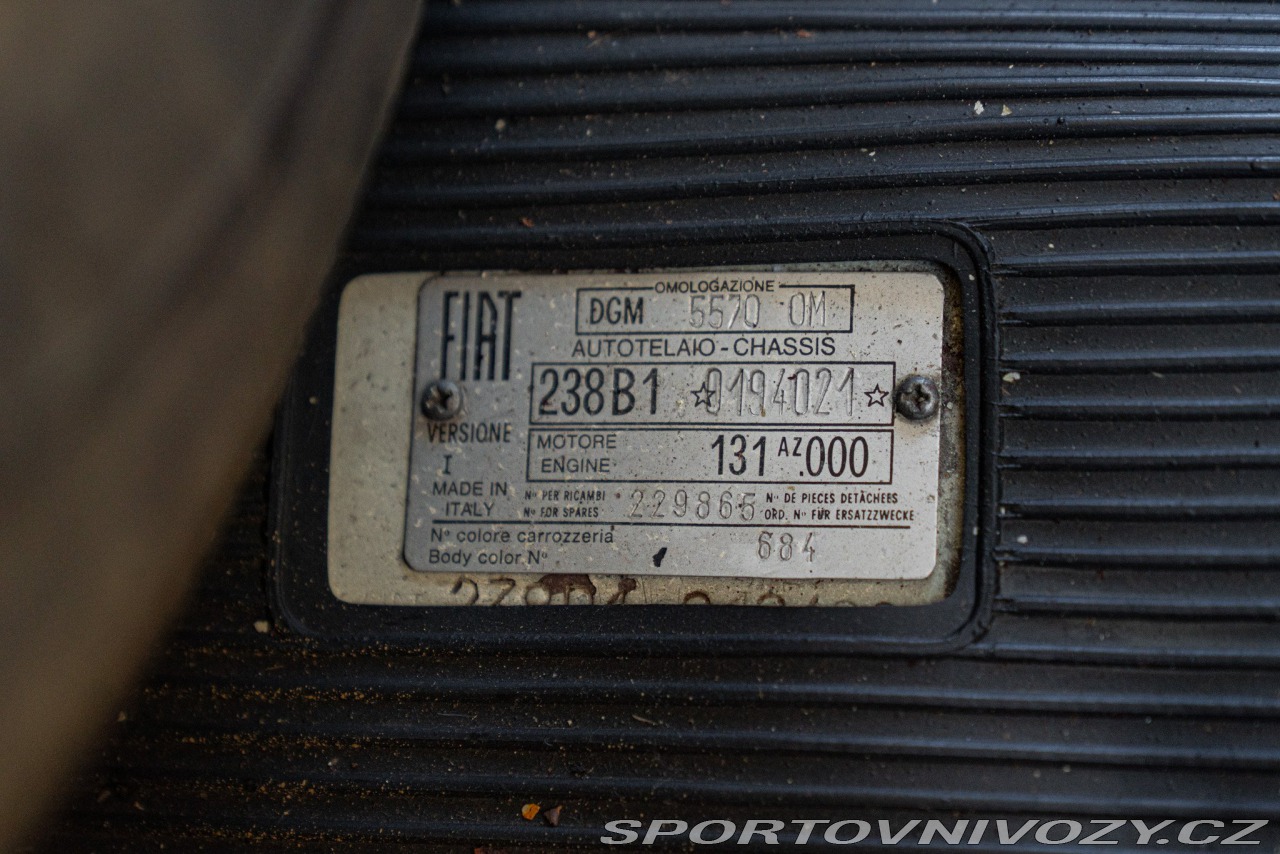 OMOLOGAZIONE
FIAT DGM 5570 OM
AUTOTELAIO - CHASSIS
238B1 ☆0194021☆
VERSIONE MOTORE 131 AZ.000
I ENGINE
MADE IN Nº PER RICAMBI 229865 Nº DE PIECES DETÀCHEES
ITALY Nº FOR SPARES ORD. Nº FÜR ERSATZZWECKE
Nº colore carrozzeria 684
Body color Nº
SPORTOVNIVOZY.CZ